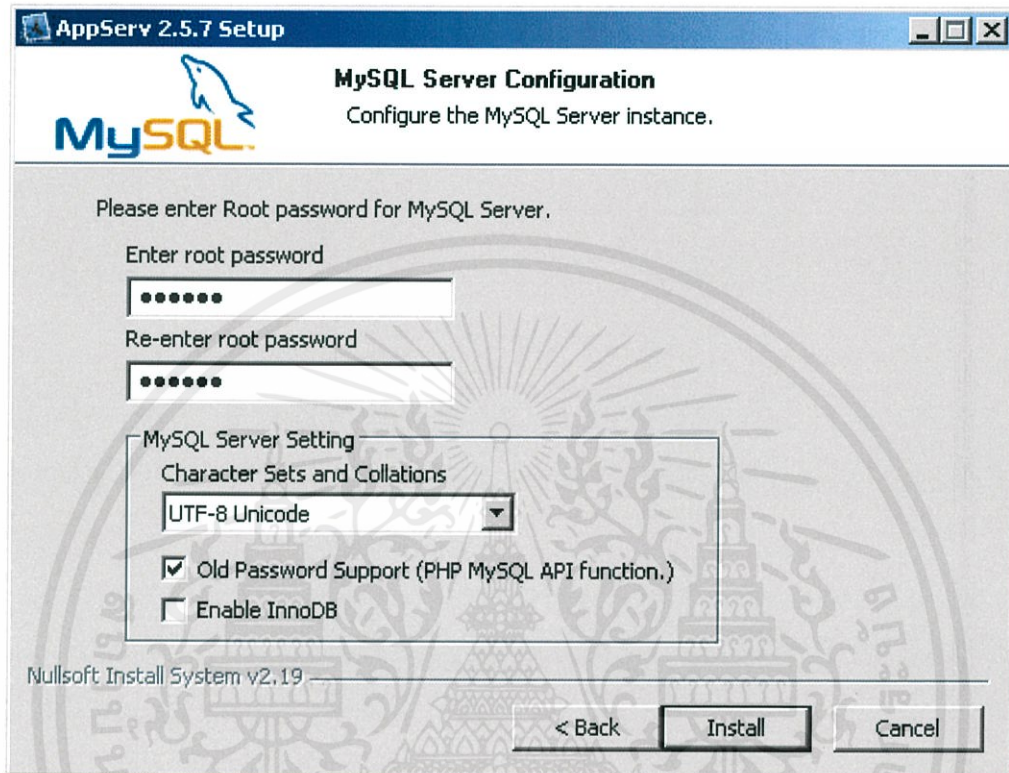 AppServ 2.5.7 Setup
MySQL
MySQL Server Configuration
Configure the MySQL Server instance.
Please enter Root password for MySQL Server.
Enter root password
••••••
Re-enter root password
••••••
MySQL Server Setting
Character Sets and Collations
UTF-8 Unicode
Old Password Support (PHP MySQL API function.)
Enable InnoDB
Nullsoft Install System v2.19
< Back
Install
Cancel